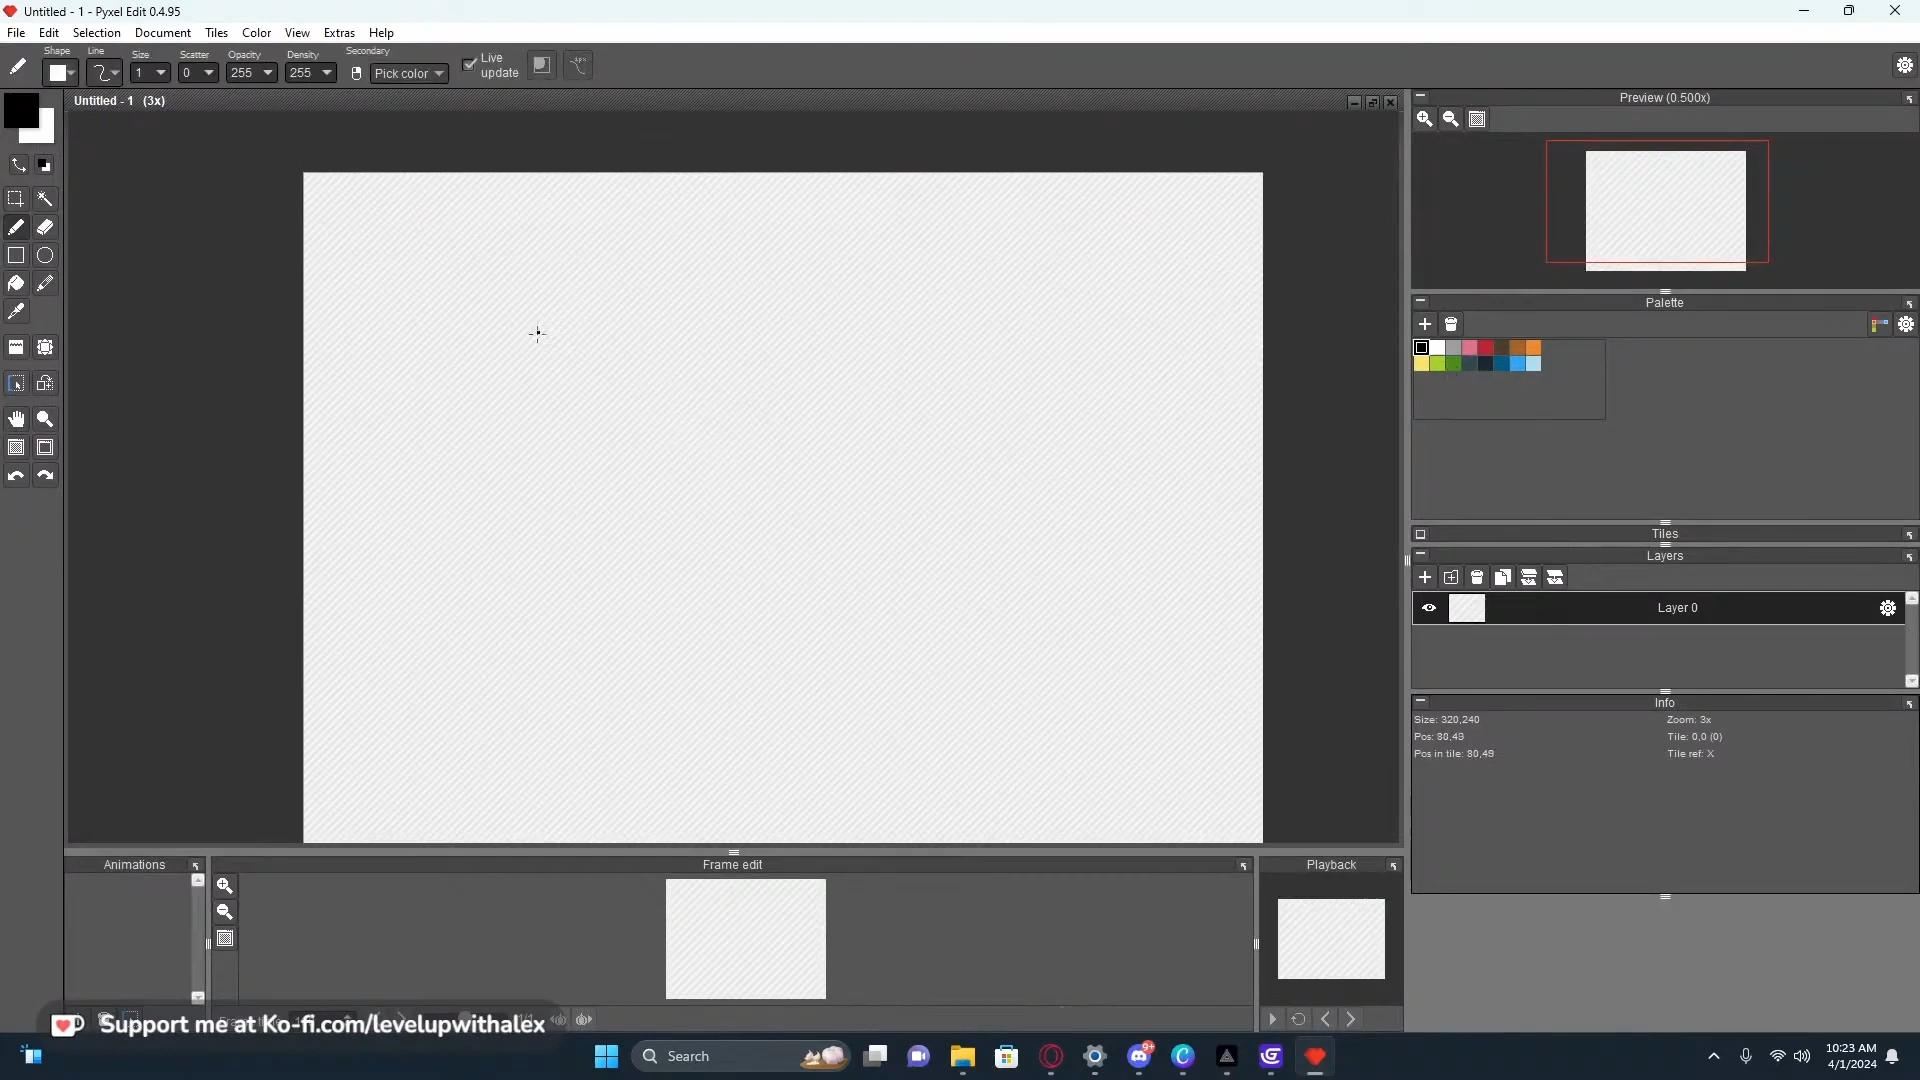 Untitled - 1 - Pyxel Edit 0.4.95
File Edit Selection Document Tiles Color View Extras Help
Shape Line Size Scatter Opacity Density Secondary
1 0 255 255 Pick color
Live
update
Untitled - 1 (3x)
Preview (0.500x)
Palette
Tiles
Layers
Layer 0
Info
Size: 320,240 Zoom: 3x
Pos: 80,49 Tile: 0,0 (0)
Pos in tile: 80,49 Tile ref: X
Animations Frame edit Playback
Support me at Ko-fi.com/levelupwithalex
Search
9+
10:23 AM
4/1/2024